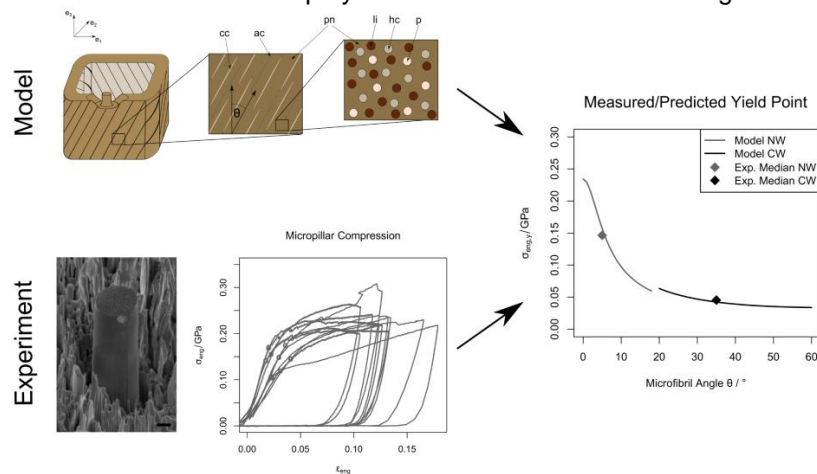 e₃
e₂
e₁
cc
ac
pn
li
hc
p
θ
Model
Experiment
Micropillar Compression
σeng/GPa
0.00
0.10
0.20
0.30
0.00
0.05
0.10
0.15
εeng
Measured/Predicted Yield Point
Model NW
Model CW
Exp. Median NW
Exp. Median CW
σeng,y/GPa
0.00
0.05
0.10
0.15
0.20
0.25
0.30
0
10
20
30
40
50
60
Microfibril Angle θ / °